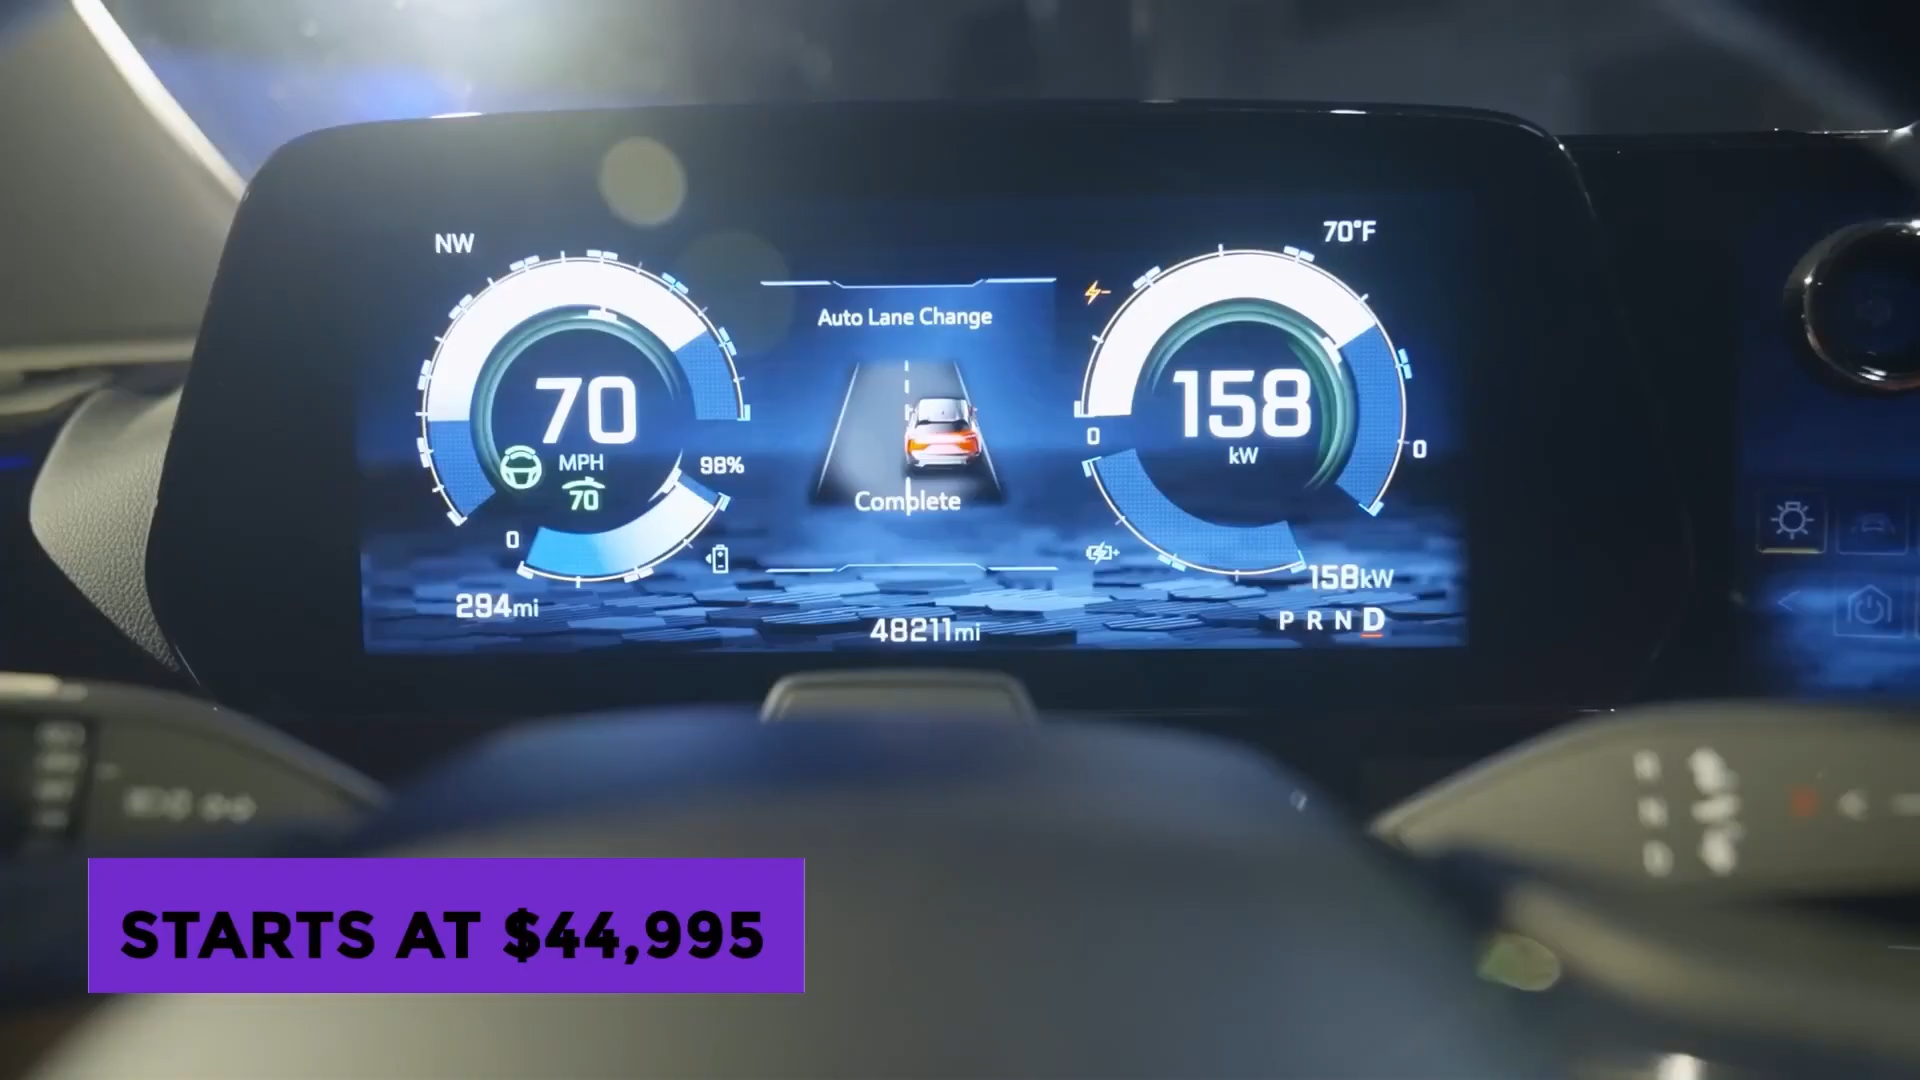 NW
70°F
Auto Lane Change
70
MPH
70
98%
0
294mi
Complete
48211mi
158
kW
0
0
158kW
P R N D
STARTS AT $44,995